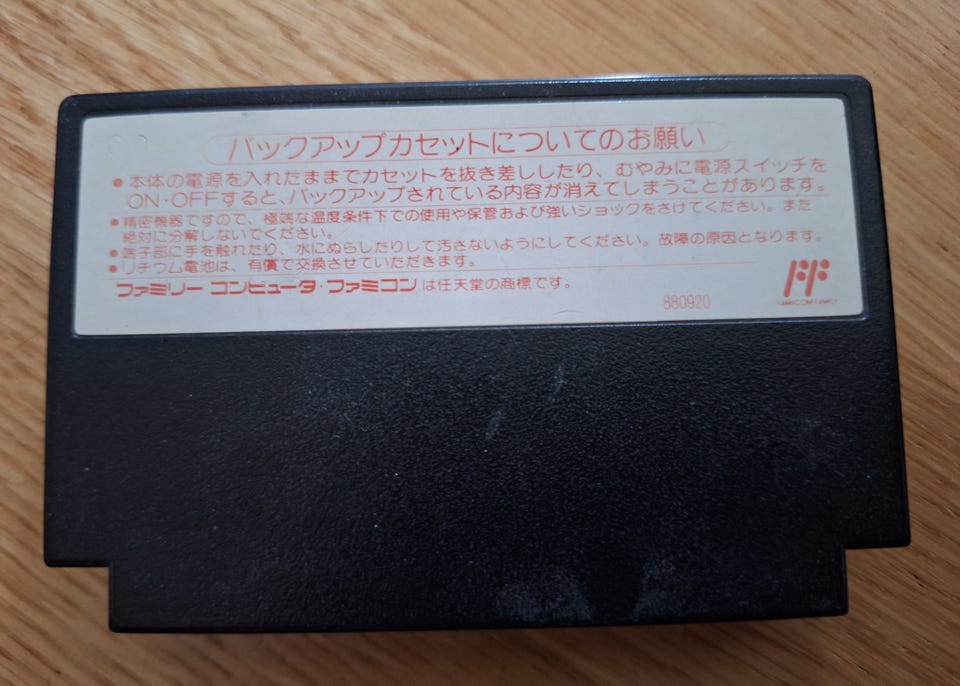 バックアップカセットについてのお願い
●本体の電源を入れたままでカセットを抜き差ししたり、むやみに電源スイッチを
ON・OFFすると、バックアップされている内容が消えてしまうことがあります。
●精密機器ですので、極端な温度条件下での使用や保管および強いショックをさけてください。また
絶対に分解しないでください。
●端子部に手を触れたり、水にぬらしたりして汚さないようにしてください。故障の原因となります。
●リチウム電池は、有償で交換させていただきます。
ファミリー コンピュータ・ファミコンは任天堂の商標です。
880920
FF
FAMICOM FAMILY